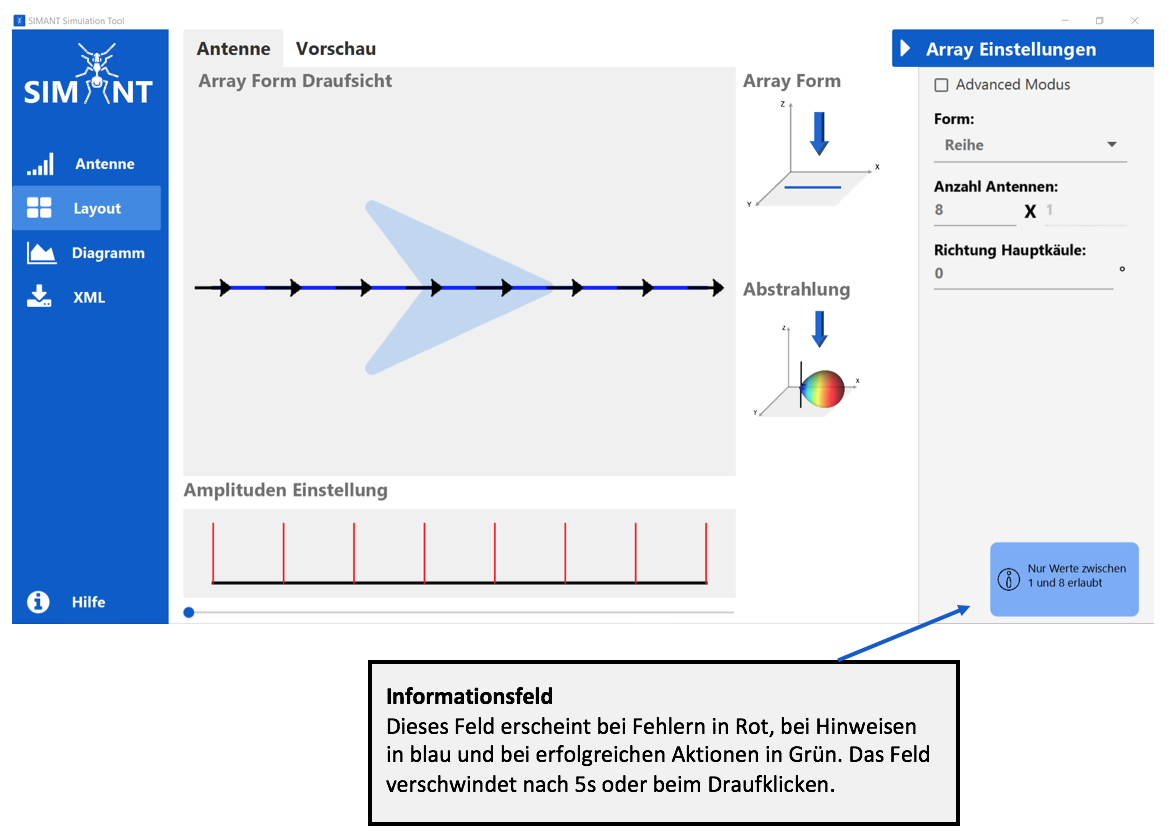 SIMANT Simulation Tool
SIM NT
Antenne
Layout
Diagramm
XML
Hilfe
Antenne Vorschau
Array Form Draufsicht
Amplituden Einstellung
Array Form
Z
X
Y
Abstrahlung
Z
X
Y
Array Einstellungen
Advanced Modus
Form:
Reihe
Anzahl Antennen:
8 X 1
Richtung Hauptkäule:
0 °
Nur Werte zwischen
1 und 8 erlaubt
Informationsfeld
Dieses Feld erscheint bei Fehlern in Rot, bei Hinweisen
in blau und bei erfolgreichen Aktionen in Grün. Das Feld
verschwindet nach 5s oder beim Draufklicken.